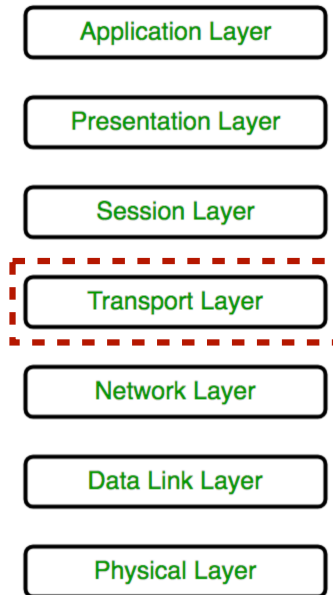 Application Layer
Presentation Layer
Session Layer
Transport Layer
Network Layer
Data Link Layer
Physical Layer